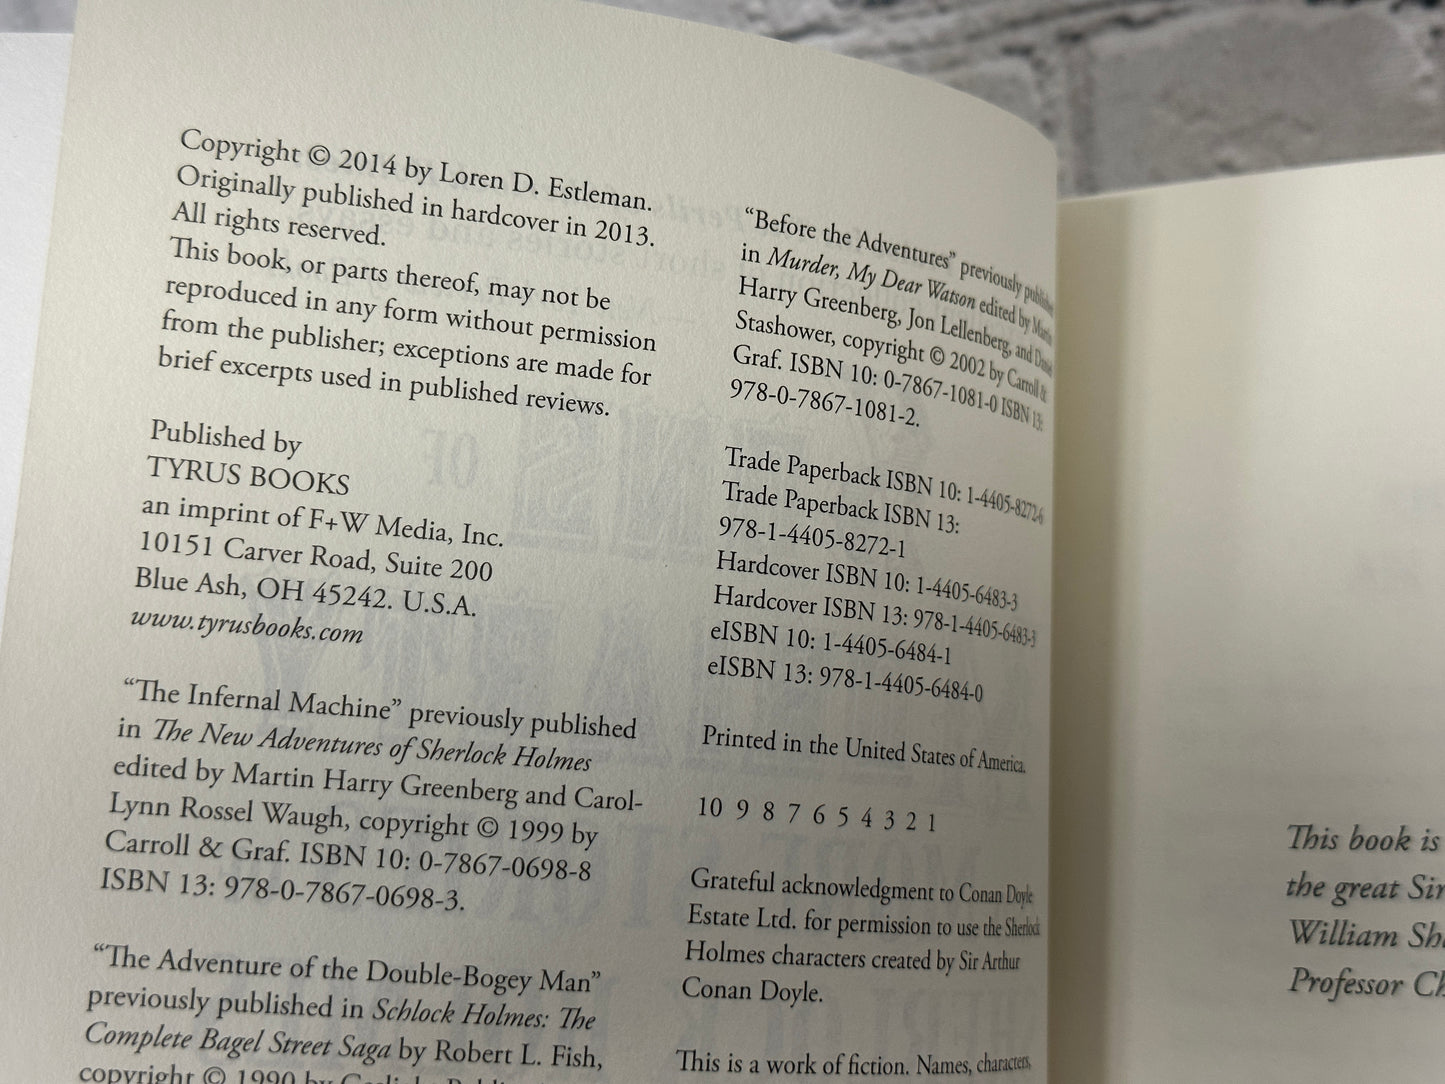 Copyright © 2014 by Loren D. Estleman.
Originally published in hardcover in 2013.
All rights reserved.
This book, or parts thereof, may not be
reproduced in any form without permission
from the publisher; exceptions are made for
brief excerpts used in published reviews.
Published by
TYRUS BOOKS
an imprint of F+W Media, Inc.
10151 Carver Road, Suite 200
Blue Ash, OH 45242. U.S.A.
www.tyrusbooks.com
“The Infernal Machine” previously published
in The New Adventures of Sherlock Holmes
edited by Martin Harry Greenberg and Carol-
Lynn Rossel Waugh, copyright © 1999 by
Carroll & Graf. ISBN 10: 0-7867-0698-8
ISBN 13: 978-0-7867-0698-3.
“The Adventure of the Double-Bogey Man”
previously published in Schlock Holmes: The
Complete Bagel Street Saga by Robert L. Fish,
copyright © 1990 by
“Before the Adventures” previously published
in Murder, My Dear Watson edited by Martin
Harry Greenberg, Jon Lellenberg, and Daniel
Stashower, copyright © 2002 by Carroll &
Graf. ISBN 10: 0-7867-1081-0 ISBN 13:
978-0-7867-1081-2.
Trade Paperback ISBN 10: 1-4405-8272-6
Trade Paperback ISBN 13:
978-1-4405-8272-1
Hardcover ISBN 10: 1-4405-6483-3
Hardcover ISBN 13: 978-1-4405-6483-3
eISBN 10: 1-4405-6484-1
eISBN 13: 978-1-4405-6484-0
Printed in the United States of America.
10 9 8 7 6 5 4 3 2 1
Grateful acknowledgment to Conan Doyle
Estate Ltd. for permission to use the Sherlock
Holmes characters created by Sir Arthur
Conan Doyle.
This is a work of fiction. Names, characters,
This book is
the great Sir
William Sh
Professor Ch